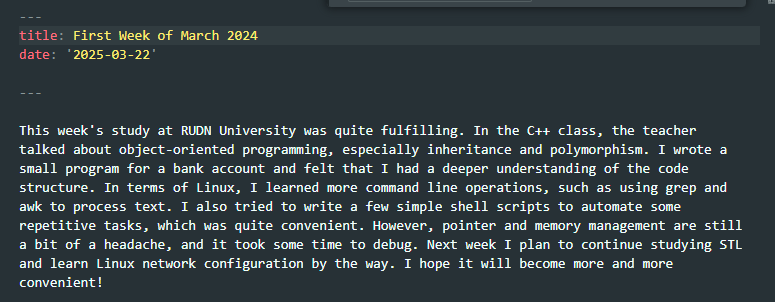 ---
title: First Week of March 2024
date: '2025-03-22'
---
This week's study at RUDN University was quite fulfilling. In the C++ class, the teacher
talked about object-oriented programming, especially inheritance and polymorphism. I wrote a
small program for a bank account and felt that I had a deeper understanding of the code
structure. In terms of Linux, I learned more command line operations, such as using grep and
awk to process text. I also tried to write a few simple shell scripts to automate some
repetitive tasks, which was quite convenient. However, pointer and memory management are still
a bit of a headache, and it took some time to debug. Next week I plan to continue studying STL
and learn Linux network configuration by the way. I hope it will become more and more
convenient!